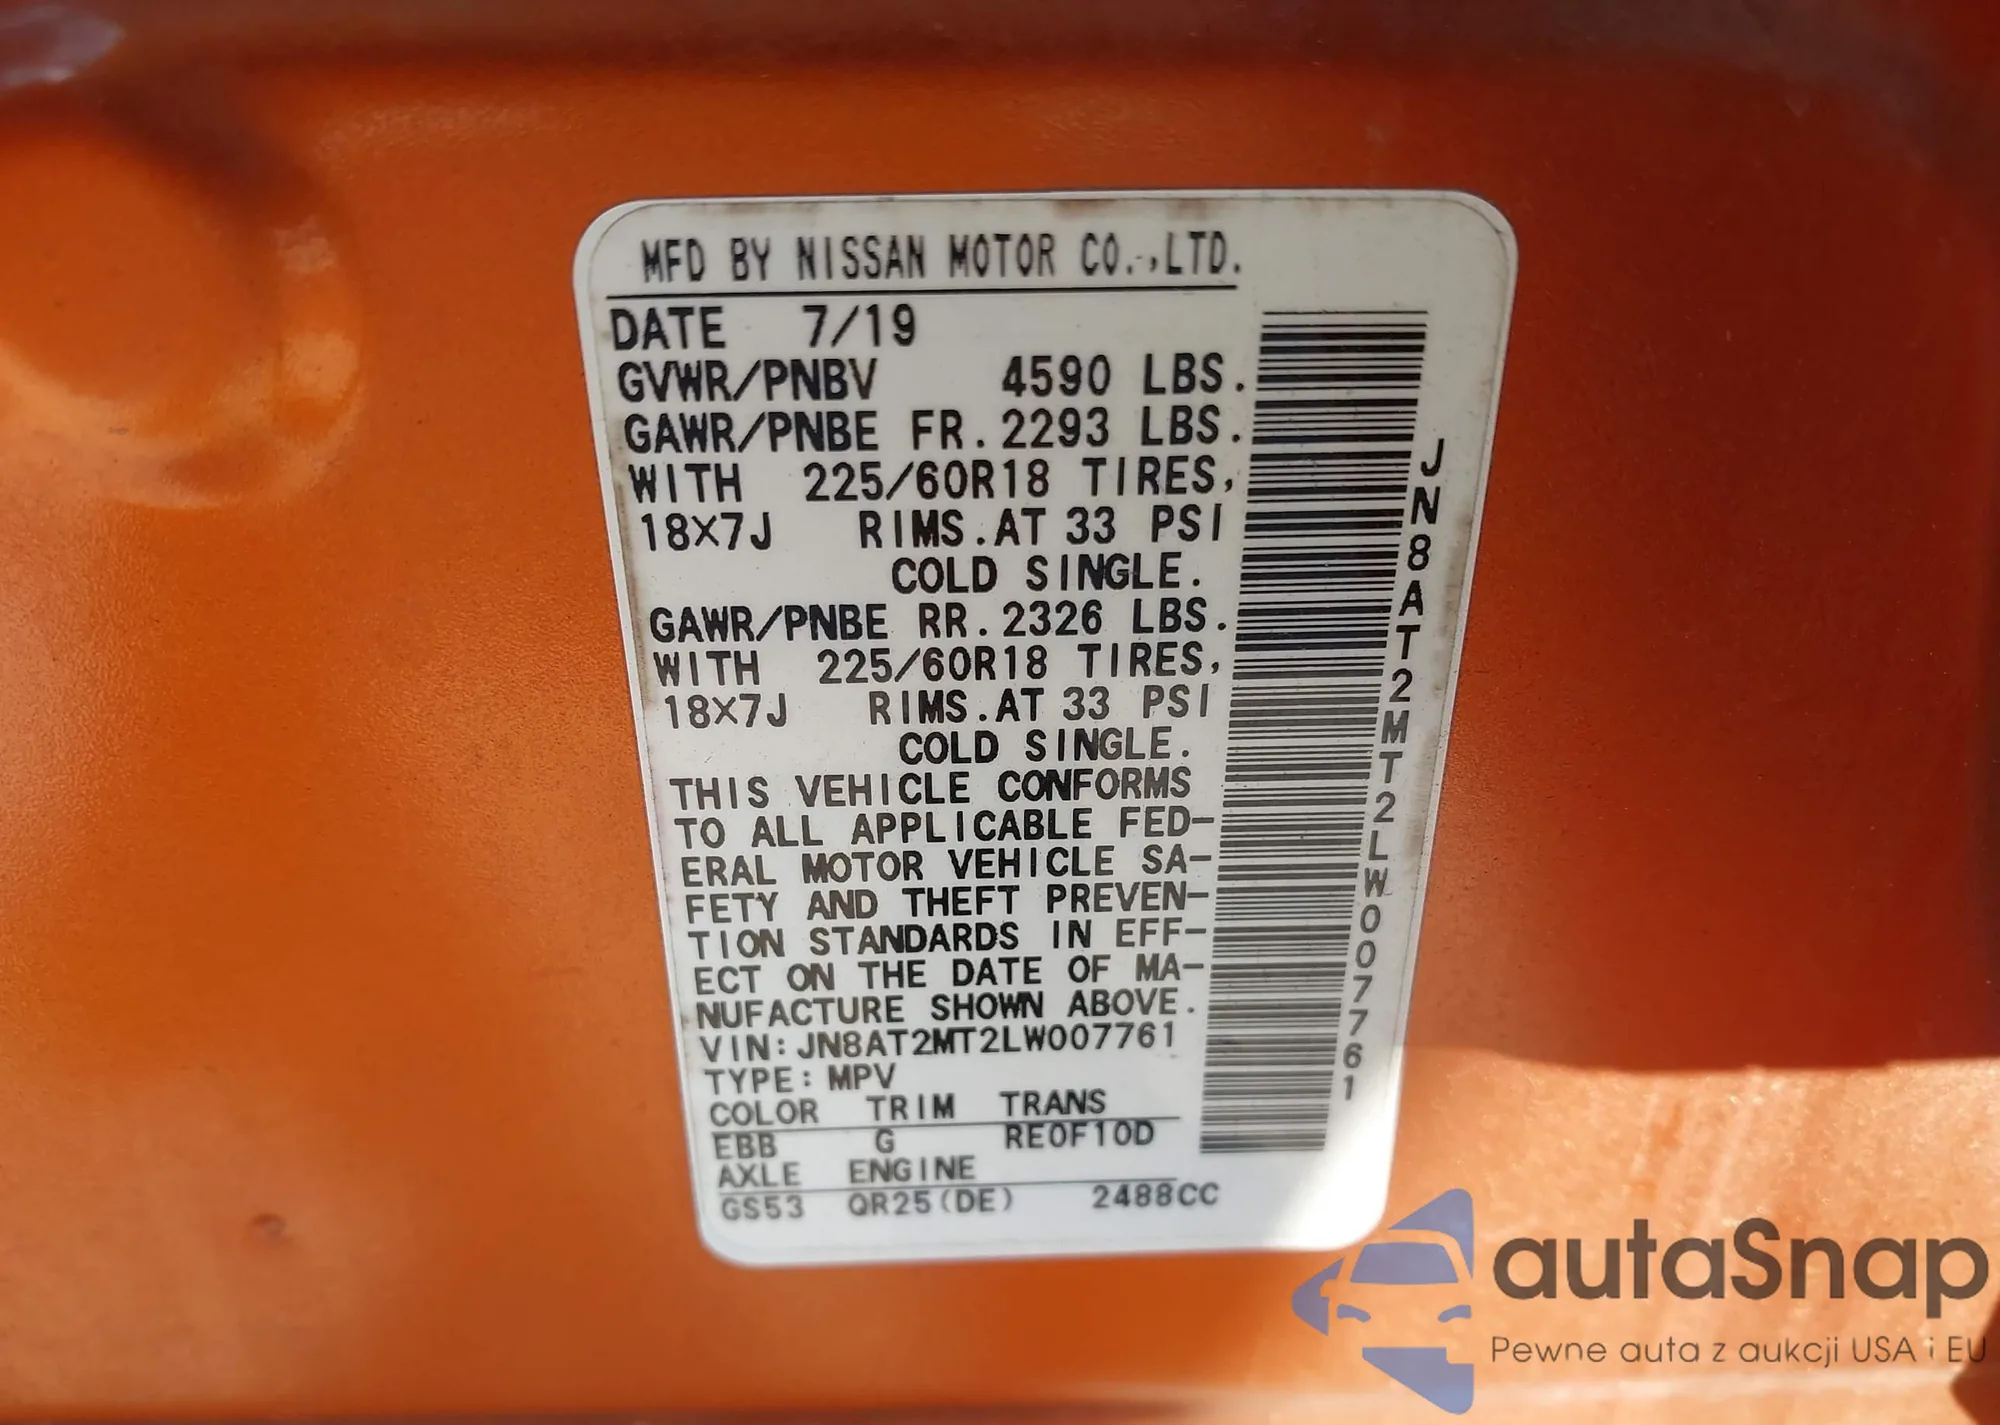 MFD BY NISSAN MOTOR CO.,LTD.
DATE 7/19
GVWR/PNBV 4590 LBS.
GAWR/PNBE FR.2293 LBS.
WITH 225/60R18 TIRES,
18X7J RIMS.AT 33 PSI
COLD SINGLE.
GAWR/PNBE RR.2326 LBS.
WITH 225/60R18 TIRES,
18X7J RIMS.AT 33 PSI
COLD SINGLE.
THIS VEHICLE CONFORMS
TO ALL APPLICABLE FED-
ERAL MOTOR VEHICLE SA-
FETY AND THEFT PREVEN-
TION STANDARDS IN EFF-
ECT ON THE DATE OF MA-
NUFACTURE SHOWN ABOVE.
VIN:JN8AT2MT2LW007761
TYPE:MPV
COLOR TRIM TRANS
EBB G RE0F10D
AXLE ENGINE
GS53 QR25(DE) 2488CC
JN8AT2MT2LW007761
autaSnap
Pewne auta z aukcji USA i EU